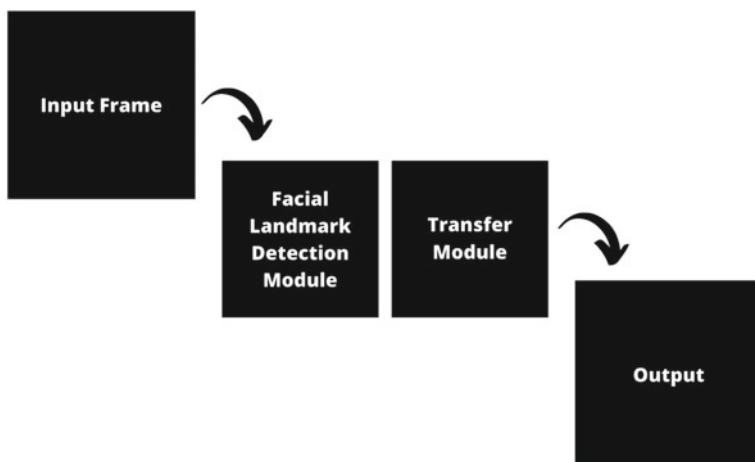 Input Frame
Facial
Landmark
Detection
Module
Transfer
Module
Output